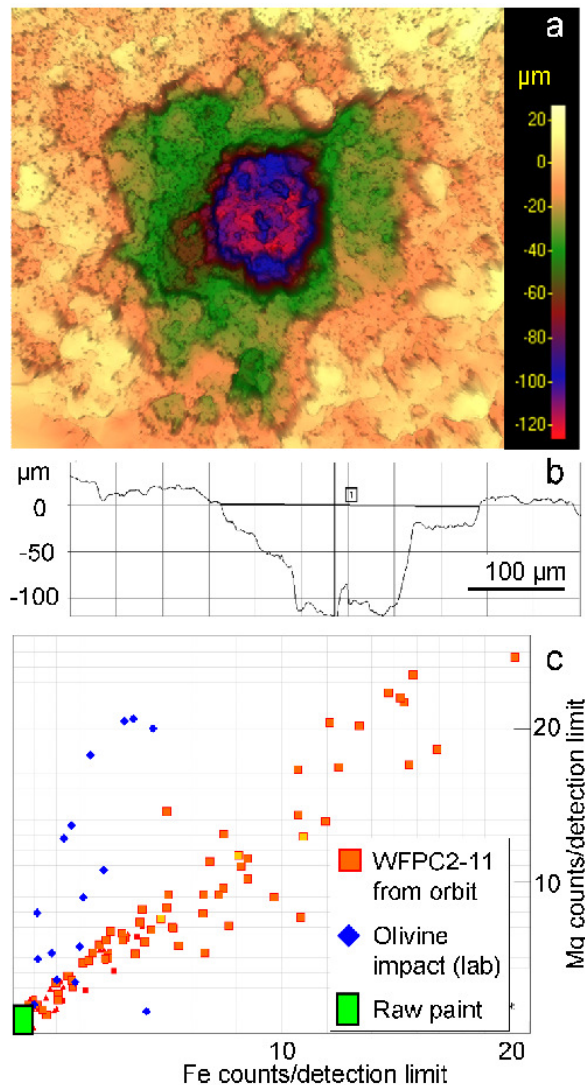 a
µm
20
0
-20
-40
-60
-80
-100
-120
µm
b
0
1
-50
100 µm
-100
c
20
10
WFPC2-11
from orbit
Olivine
impact (lab)
Raw paint
Mg counts/detection limit
10
20
Fe counts/detection limit